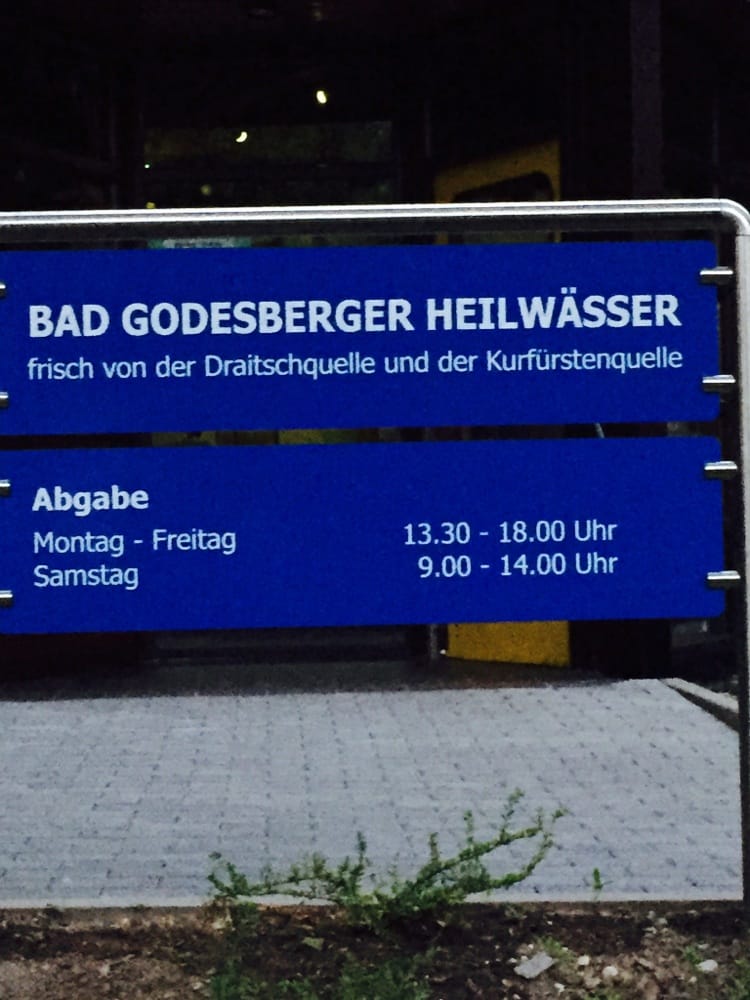 BAD GODESBERGER HEILWÄSSER
frisch von der Draitschquelle und der Kurfürstenquelle
Abgabe
Montag - Freitag 13.30 - 18.00 Uhr
Samstag 9.00 - 14.00 Uhr